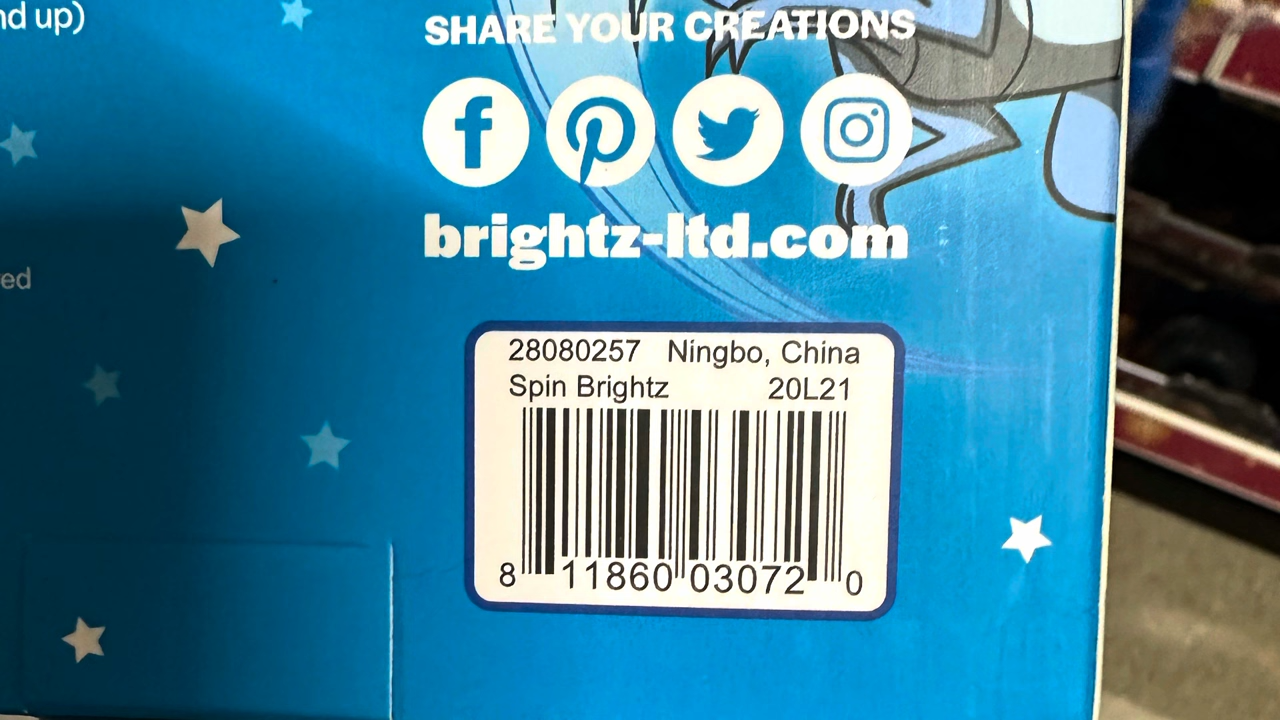 nd up)
SHARE YOUR CREATIONS
brightz-ltd.com
ed
28080257 Ningbo, China
Spin Brightz 20L21
8 11860 03072 0